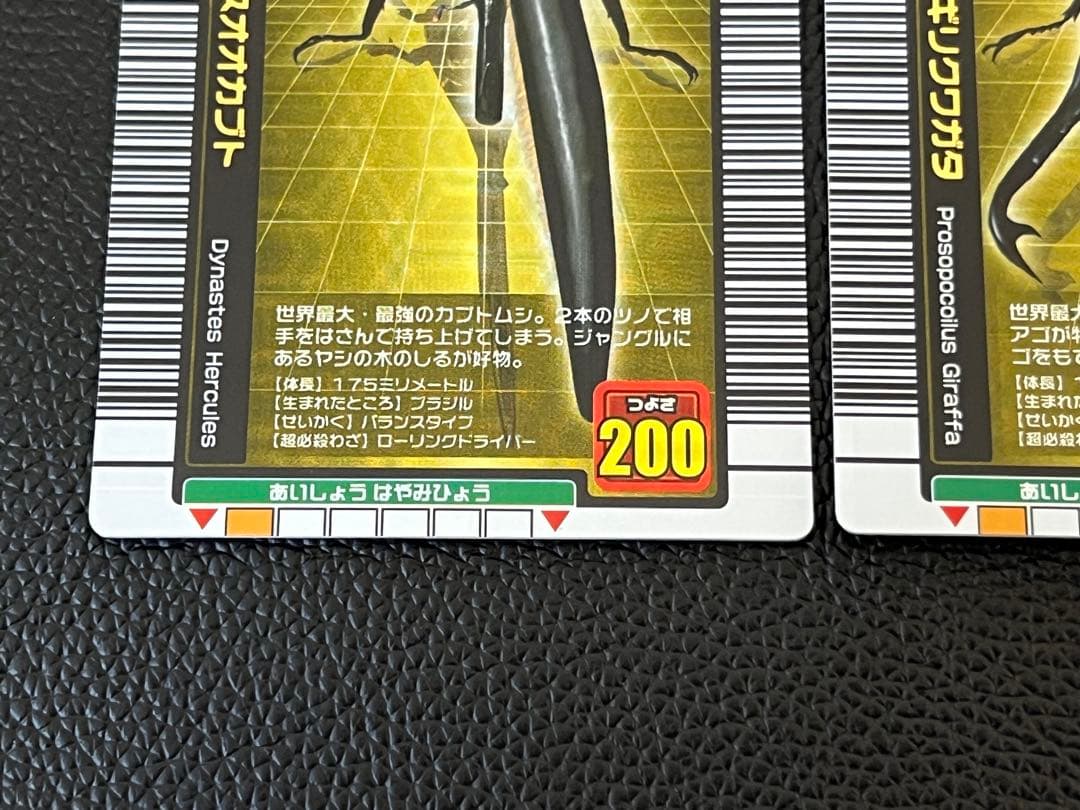 スオオカブト
Dynastes Hercules
世界最大・最強のカブトムシ。2本のツノで相
手をはさんで持ち上げてしまう。ジャングルに
あるヤシの木のしるが好物。
【体長】175ミリメートル
【生まれたところ】ブラジル
【せいかく】バランスタイプ
【超必殺わざ】ローリングドライバー
つよさ
200
あいしょう はやみひょう
ギリクワガタ
Prosopocoilus Giraffa
世界最大
アゴが特
ゴをもて
【体長】1
【生まれた
【せいかく
【超必殺わ
あいし